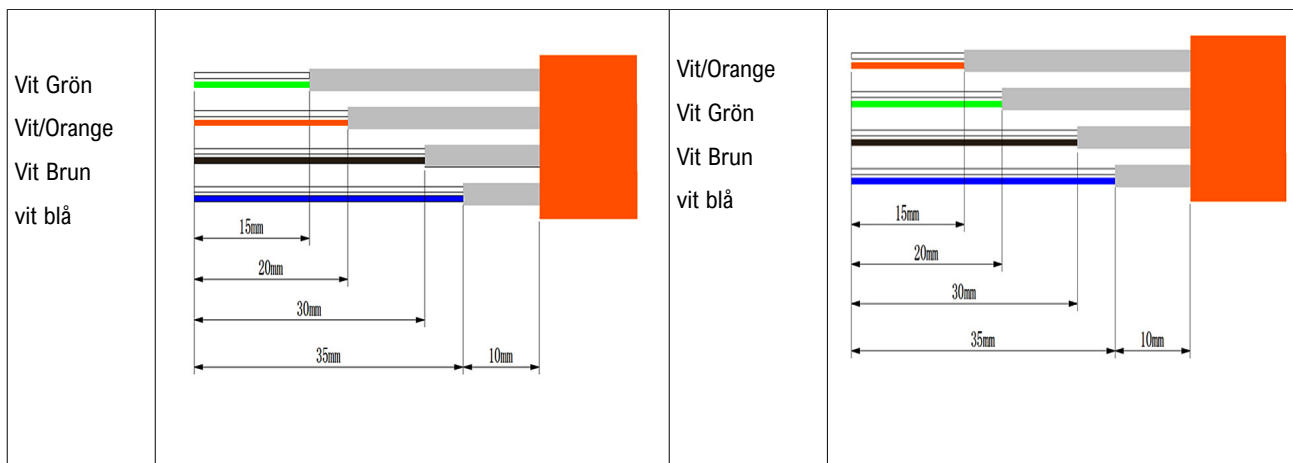 Vit Grön
Vit/Orange
Vit Brun
vit blå
15mm
20mm
30mm
35mm
10mm
Vit/Orange
Vit Grön
Vit Brun
vit blå
15mm
20mm
30mm
35mm
10mm